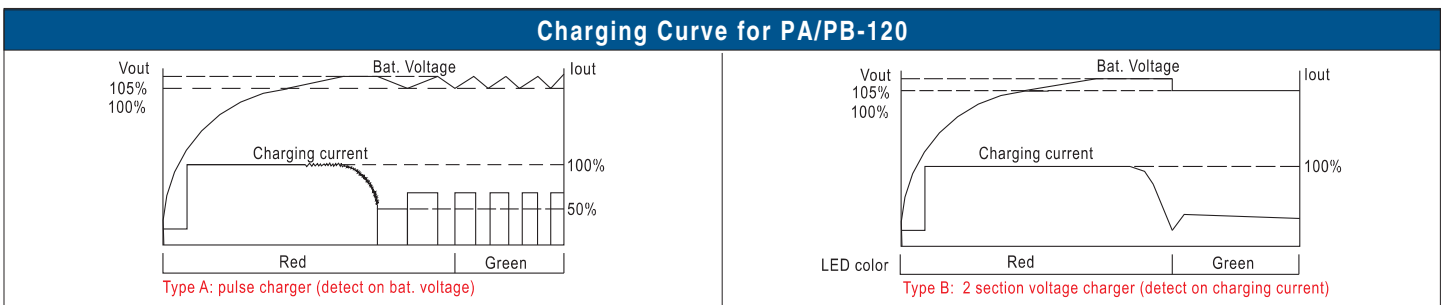 Charging Curve for PA/PB-120
Vout
105%
100%
Bat. Voltage
Iout
Charging current
100%
50%
Red
Green
Type A: pulse charger (detect on bat. voltage)
Vout
105%
100%
Bat. Voltage
Iout
Charging current
100%
LED color
Red
Green
Type B: 2 section voltage charger (detect on charging current)